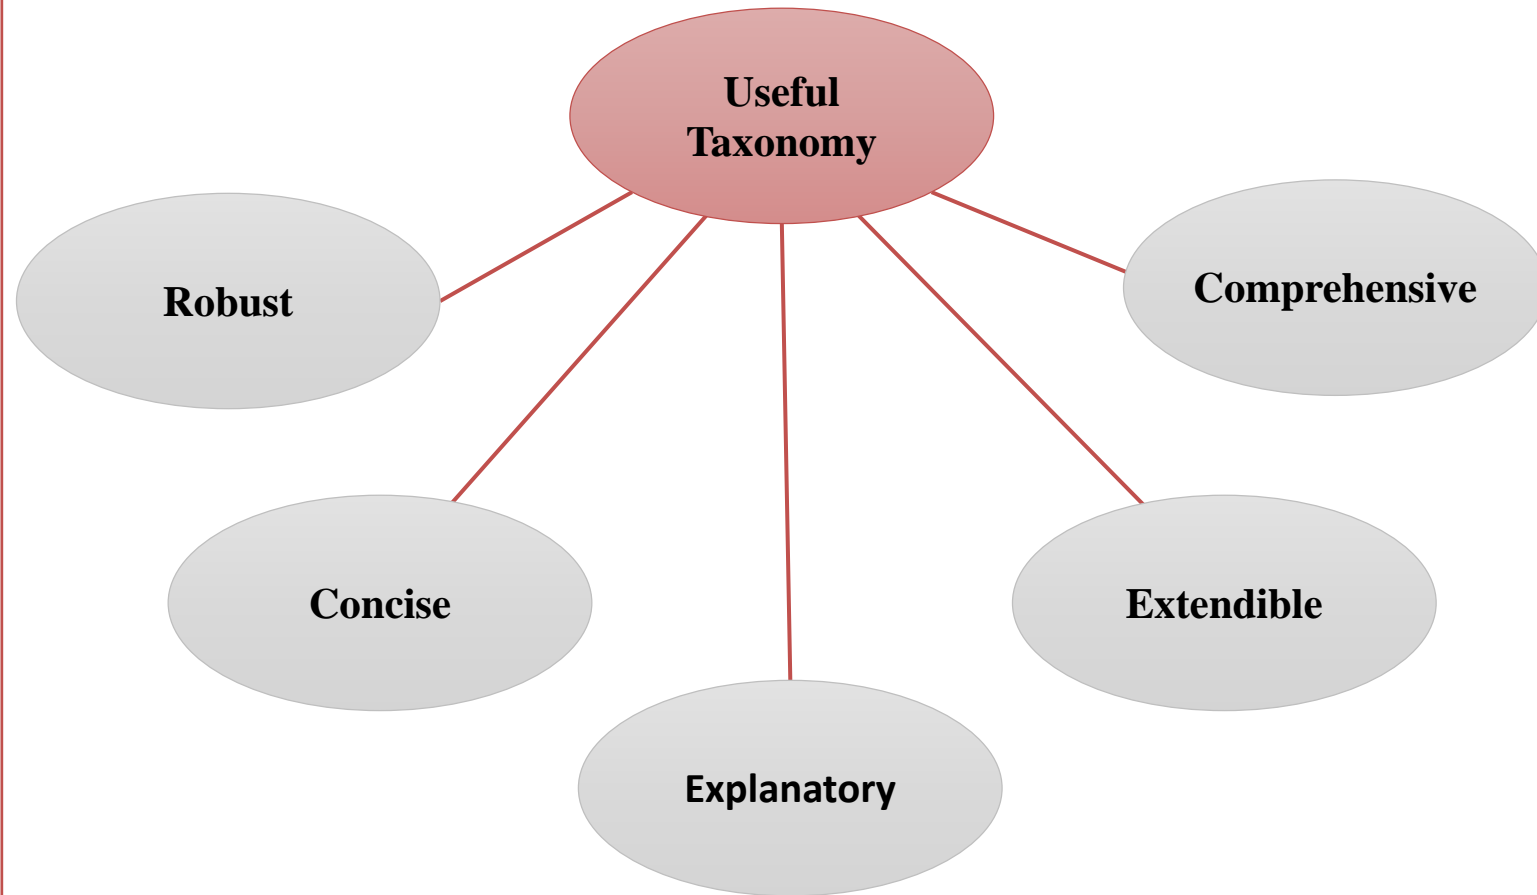 Useful
Taxonomy
Robust
Comprehensive
Concise
Extendible
Explanatory